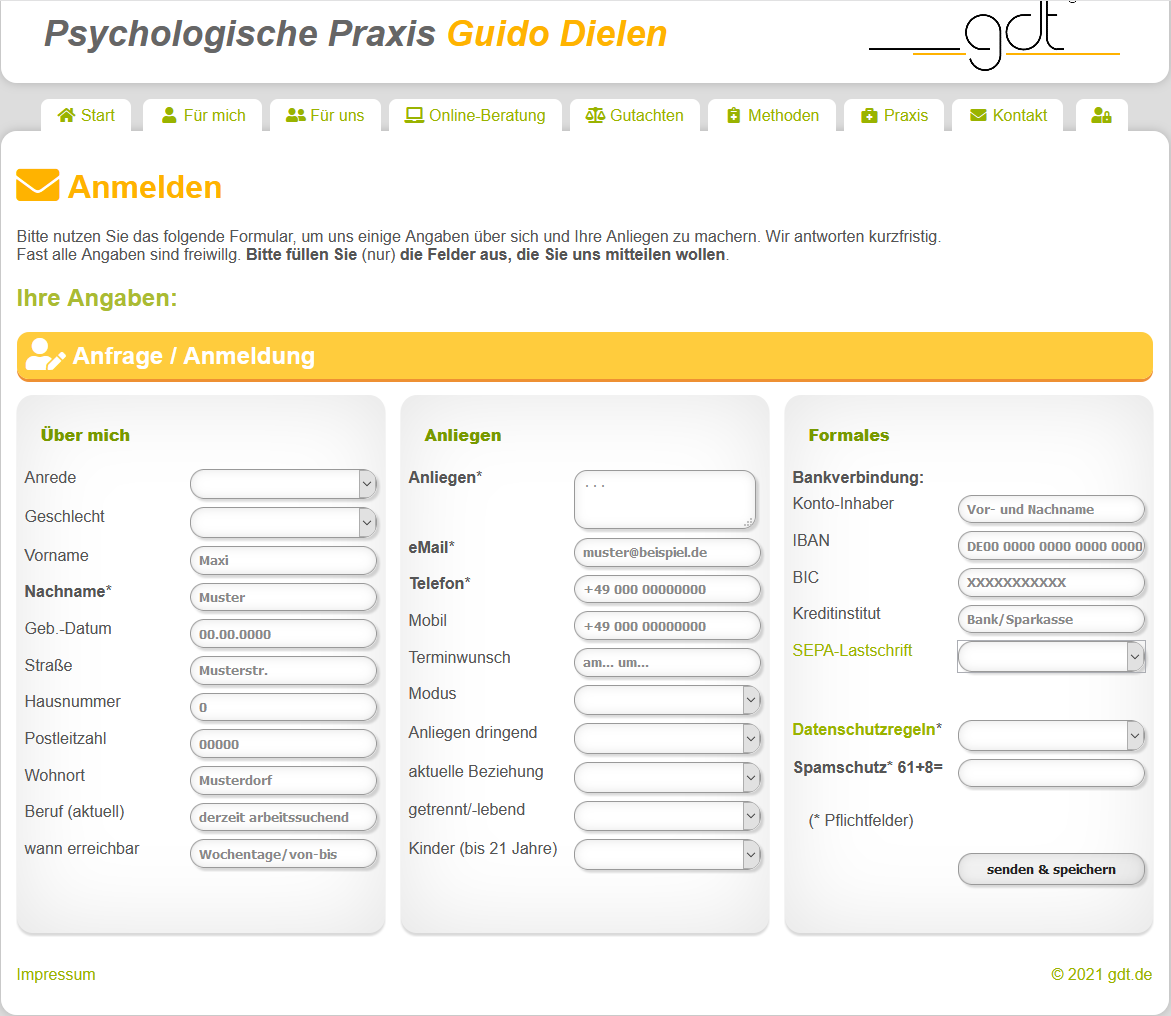 Psychologische Praxis Guido Dielen
gdt
Start Für mich Für uns Online-Beratung Gutachten Methoden Praxis Kontakt
Anmelden
Bitte nutzen Sie das folgende Formular, um uns einige Angaben über sich und Ihre Anliegen zu machern. Wir antworten kurzfristig.
Fast alle Angaben sind freiwillg. Bitte füllen Sie (nur) die Felder aus, die Sie uns mitteilen wollen.
Ihre Angaben:
Anfrage / Anmeldung
Über mich
Anrede
Geschlecht
Vorname Maxi
Nachname* Muster
Geb.-Datum 00.00.0000
Straße Musterstr.
Hausnummer 0
Postleitzahl 00000
Wohnort Musterdorf
Beruf (aktuell) derzeit arbeitssuchend
wann erreichbar Wochentage/von-bis
Anliegen
Anliegen* . . .
eMail* muster@beispiel.de
Telefon* +49 000 00000000
Mobil +49 000 00000000
Terminwunsch am... um...
Modus
Anliegen dringend
aktuelle Beziehung
getrennt/-lebend
Kinder (bis 21 Jahre)
Formales
Bankverbindung:
Konto-Inhaber Vor- und Nachname
IBAN DE00 0000 0000 0000 0000
BIC XXXXXXXXXXX
Kreditinstitut Bank/Sparkasse
SEPA-Lastschrift
Datenschutzregeln*
Spamschutz* 61+8=
(* Pflichtfelder)
senden & speichern
Impressum © 2021 gdt.de